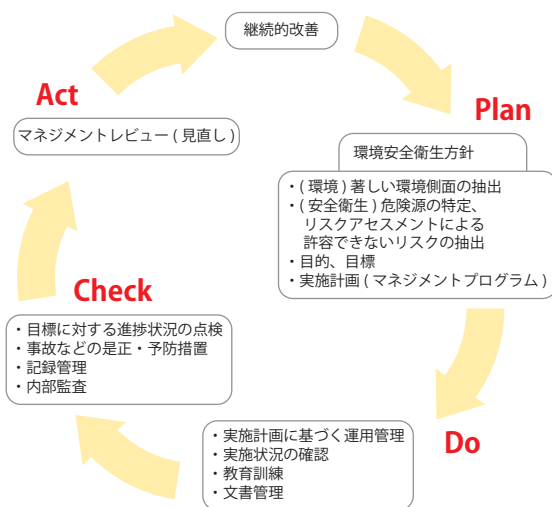 継続的改善
Plan
環境安全衛生方針
・( 環境 ) 著しい環境側面の抽出
・( 安全衛生 ) 危険源の特定、
リスクアセスメントによる
許容できないリスクの抽出
・目的、目標
・実施計画 ( マネジメントプログラム )
Do
・実施計画に基づく運用管理
・実施状況の確認
・教育訓練
・文書管理
Check
・目標に対する進捗状況の点検
・事故などの是正・予防措置
・記録管理
・内部監査
Act
マネジメントレビュー ( 見直し )